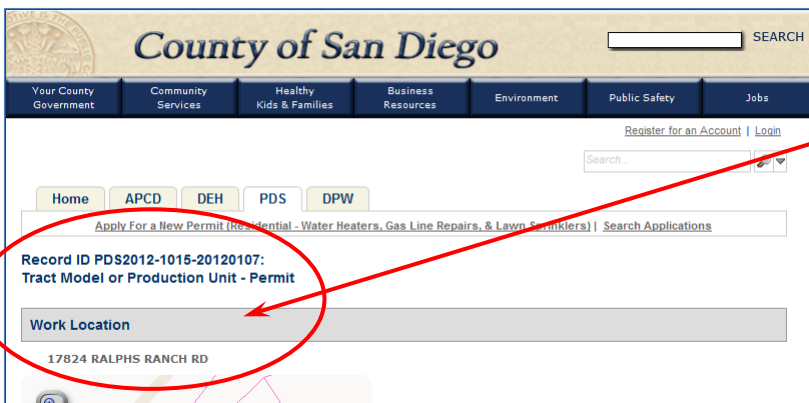 County of San Diego
SEARCH
Your County Government
Community Services
Healthy Kids & Families
Business Resources
Environment
Public Safety
Jobs
Register for an Account | Login
Search...
Home APCD DEH PDS DPW
Apply For a New Permit (Residential - Water Heaters, Gas Line Repairs, & Lawn Sprinklers) | Search Applications
Record ID PDS2012-1015-20120107:
Tract Model or Production Unit - Permit
Work Location
17824 RALPHS RANCH RD